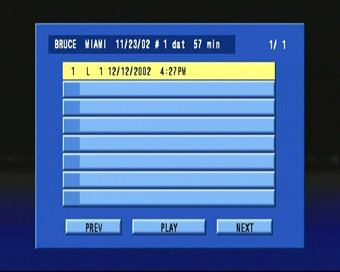 BRUCE MIAMI 11/23/02 # 1 dat 57 min 1/ 1
1 L 1 12/12/2002 4:27PM
PREV PLAY NEXT